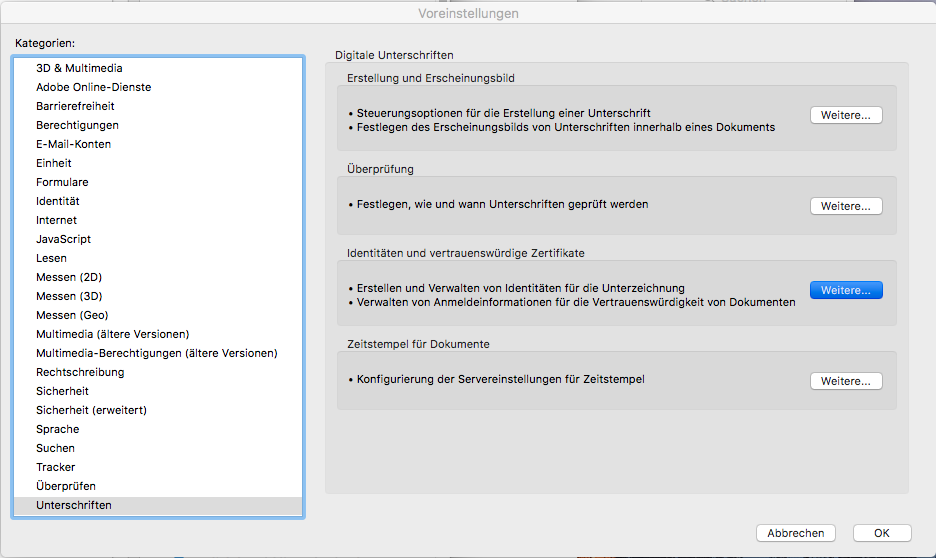 Voreinstellungen
Kategorien:
3D & Multimedia
Adobe Online-Dienste
Barrierefreiheit
Berechtigungen
E-Mail-Konten
Einheit
Formulare
Identität
Internet
JavaScript
Lesen
Messen (2D)
Messen (3D)
Messen (Geo)
Multimedia (ältere Versionen)
Multimedia-Berechtigungen (ältere Versionen)
Rechtschreibung
Sicherheit
Sicherheit (erweitert)
Sprache
Suchen
Tracker
Überprüfen
Unterschriften
Digitale Unterschriften
Erstellung und Erscheinungsbild
• Steuerungsoptionen für die Erstellung einer Unterschrift
• Festlegen des Erscheinungsbilds von Unterschriften innerhalb eines Dokuments
Weitere...
Überprüfung
• Festlegen, wie und wann Unterschriften geprüft werden
Weitere...
Identitäten und vertrauenswürdige Zertifikate
• Erstellen und Verwalten von Identitäten für die Unterzeichnung
• Verwalten von Anmeldeinformationen für die Vertrauenswürdigkeit von Dokumenten
Weitere...
Zeitstempel für Dokumente
• Konfigurierung der Servereinstellungen für Zeitstempel
Weitere...
Abbrechen
OK